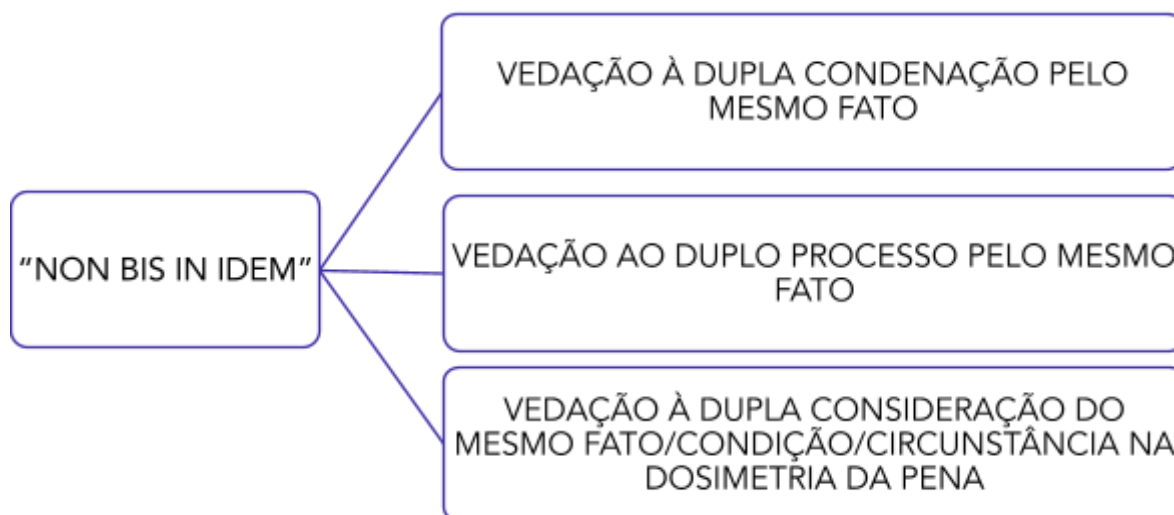 VEDAÇÃO À DUPLA CONDENAÇÃO PELO
MESMO FATO
“NON BIS IN IDEM”
VEDAÇÃO AO DUPLO PROCESSO PELO MESMO
FATO
VEDAÇÃO À DUPLA CONSIDERAÇÃO DO
MESMO FATO/CONDIÇÃO/CIRCUNSTÂNCIA NA
DOSIMETRIA DA PENA